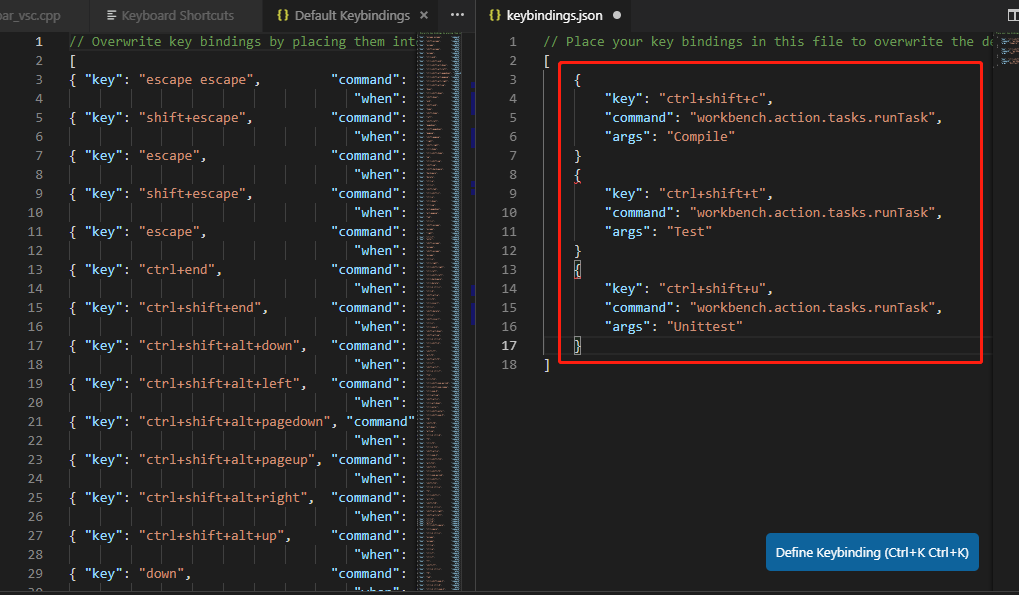 bar_vsc.cpp
Keyboard Shortcuts
{} Default Keybindings ×
···
{} keybindings.json ●
1 // Overwrite key bindings by placing them int
2 [
3 { "key": "escape escape", "command":
4 "when":
5 { "key": "shift+escape", "command":
6 "when":
7 { "key": "escape", "command":
8 "when":
9 { "key": "shift+escape", "command":
10 "when":
11 { "key": "escape", "command":
12 "when":
13 { "key": "ctrl+end", "command":
14 "when":
15 { "key": "ctrl+shift+end", "command":
16 "when":
17 { "key": "ctrl+shift+alt+down", "command":
18 "when":
19 { "key": "ctrl+shift+alt+left", "command":
20 "when":
21 { "key": "ctrl+shift+alt+pagedown", "command"
22 "when":
23 { "key": "ctrl+shift+alt+pageup", "command":
24 "when":
25 { "key": "ctrl+shift+alt+right", "command":
26 "when":
27 { "key": "ctrl+shift+alt+up", "command":
28 "when":
29 { "key": "down", "command":
30 "when":
1 // Place your key bindings in this file to overwrite the de
2 [
3 {
4 "key": "ctrl+shift+c",
5 "command": "workbench.action.tasks.runTask",
6 "args": "Compile"
7 }
8 {
9 "key": "ctrl+shift+t",
10 "command": "workbench.action.tasks.runTask",
11 "args": "Test"
12 }
13 {
14 "key": "ctrl+shift+u",
15 "command": "workbench.action.tasks.runTask",
16 "args": "Unittest"
17 }
18 ]
Define Keybinding (Ctrl+K Ctrl+K)